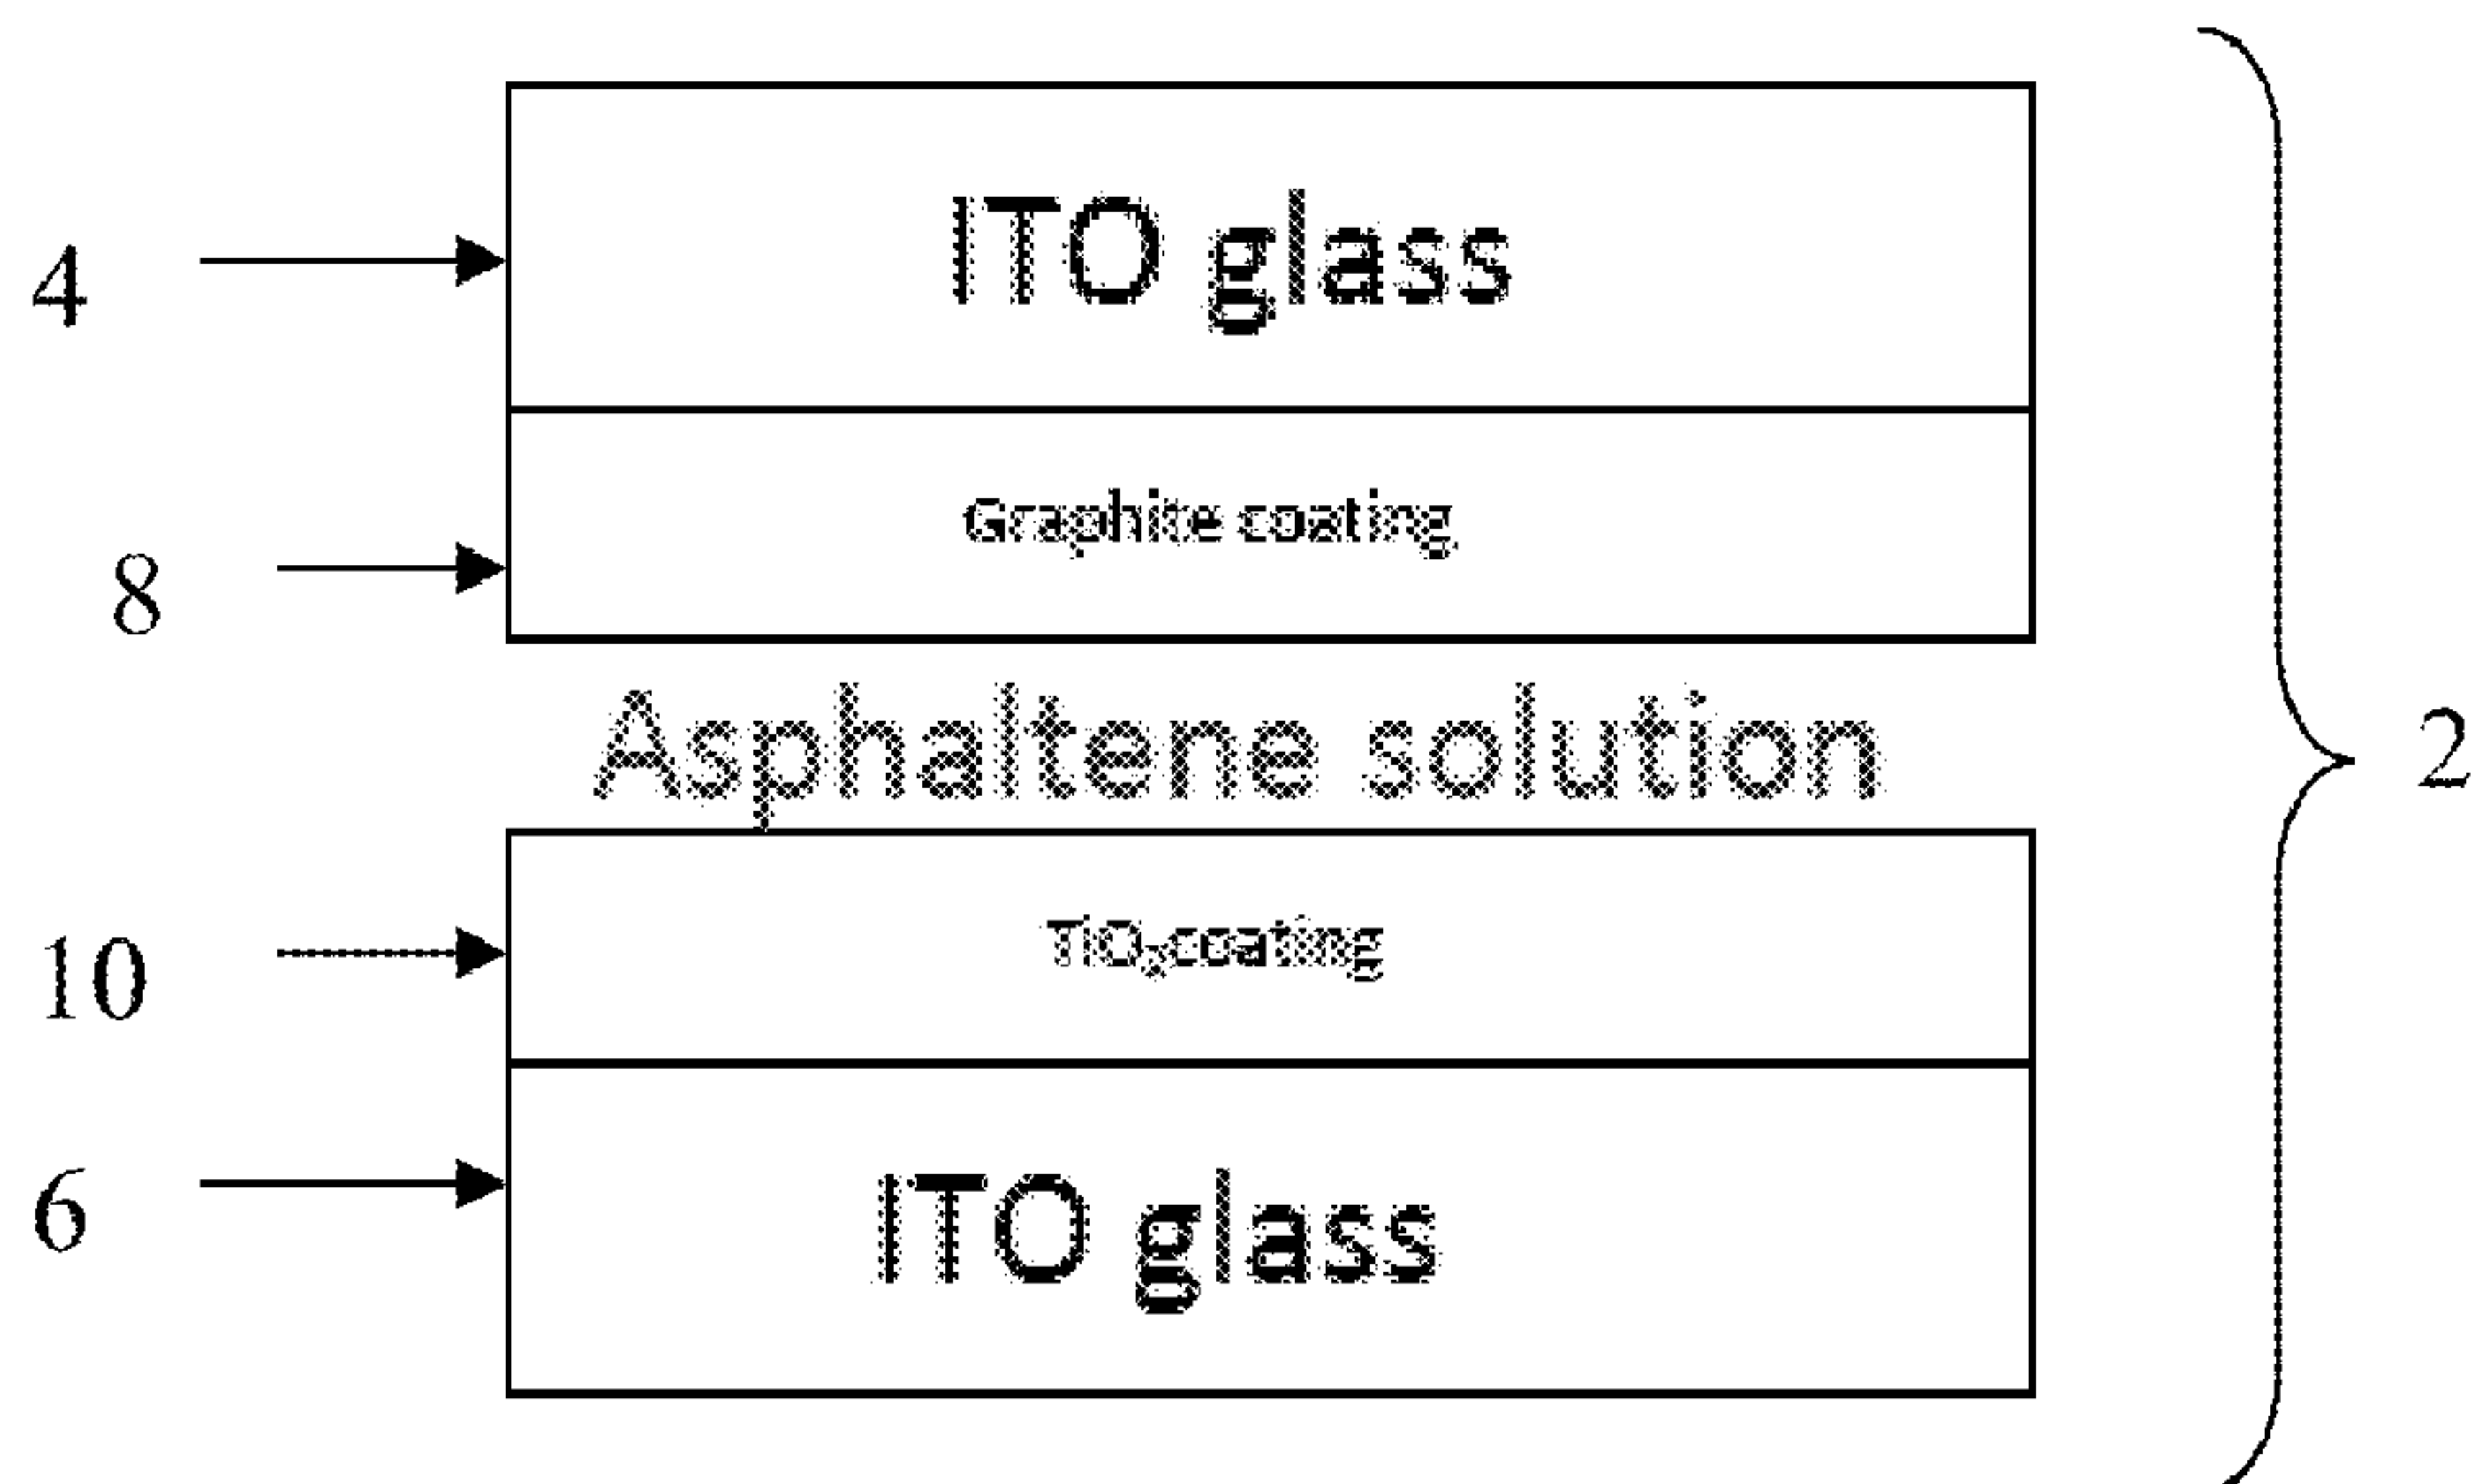 4
ITO glass
8
Graphite coating
Asphaltene solution
2
10
TiO₂ coating
6
ITO glass